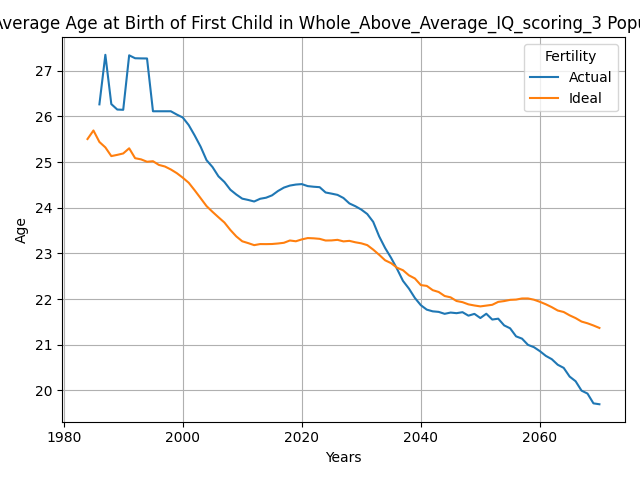 Average Age at Birth of First Child in Whole_Above_Average_IQ_scoring_3
Fertility
Actual
Ideal
27
26
25
24
23
22
21
20
Age
1980
2000
2020
2040
2060
Years